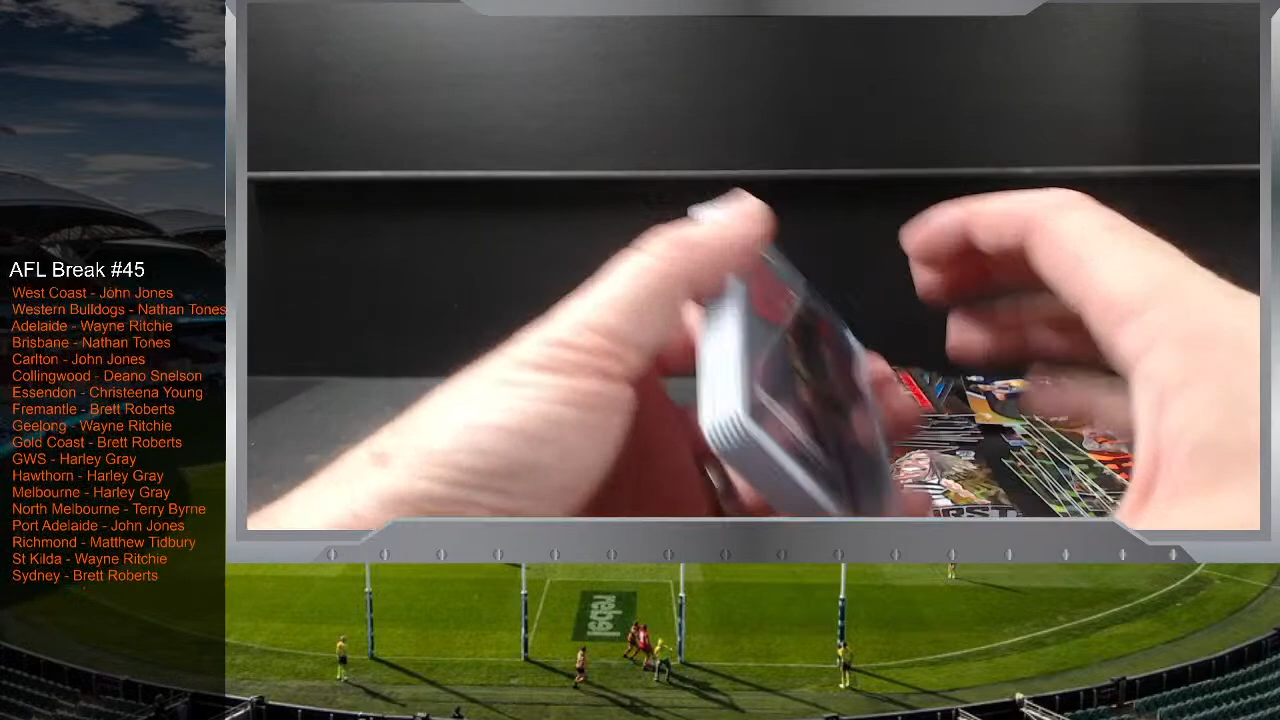 AFL Break #45
West Coast - John Jones
Western Bulldogs - Nathan Tones
Adelaide - Wayne Ritchie
Brisbane - Nathan Tones
Carlton - John Jones
Collingwood - Deano Snelson
Essendon - Christeena Young
Fremantle - Brett Roberts
Geelong - Wayne Ritchie
Gold Coast - Brett Roberts
GWS - Harley Gray
Hawthorn - Harley Gray
Melbourne - Harley Gray
North Melbourne - Terry Byrne
Port Adelaide - John Jones
Richmond - Matthew Tidbury
St Kilda - Wayne Ritchie
Sydney - Brett Roberts
rebel